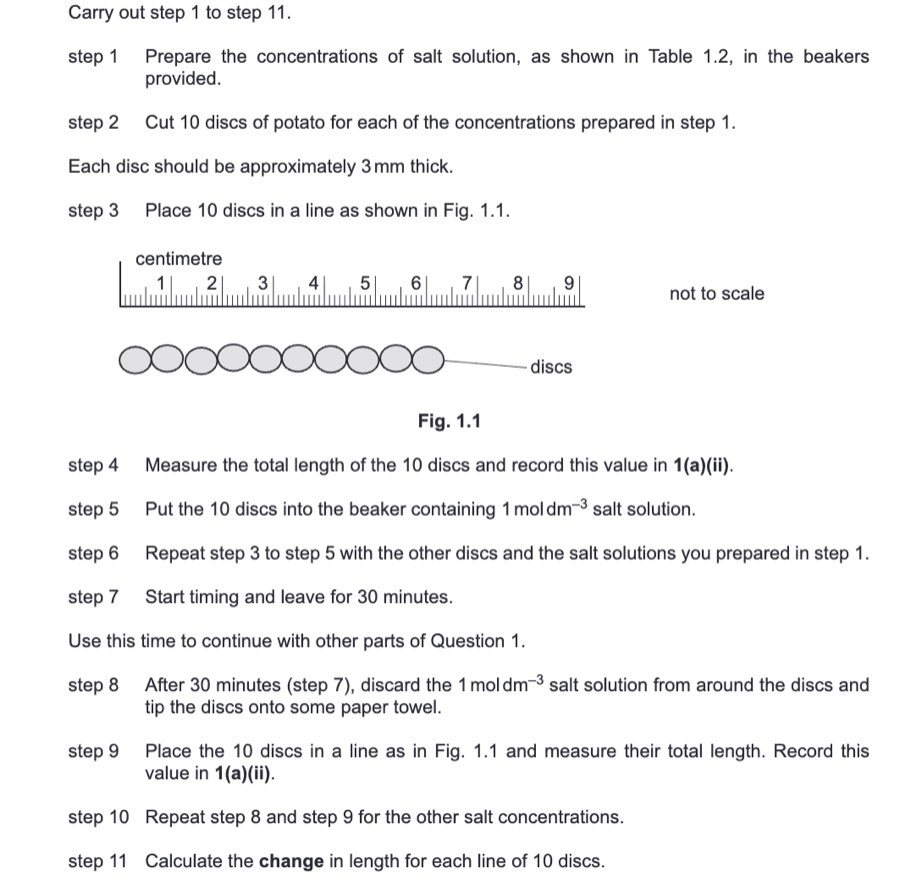 Carry out step 1 to step 11.
step 1 Prepare the concentrations of salt solution, as shown in Table 1.2, in the beakers
provided.
step 2 Cut 10 discs of potato for each of the concentrations prepared in step 1.
Each disc should be approximately 3 mm thick.
step 3 Place 10 discs in a line as shown in Fig. 1.1.
centimetre
1 2 3 4 5 6 7 8 9
not to scale
discs
Fig. 1.1
step 4 Measure the total length of the 10 discs and record this value in 1(a)(ii).
step 5 Put the 10 discs into the beaker containing 1 mol dm⁻³ salt solution.
step 6 Repeat step 3 to step 5 with the other discs and the salt solutions you prepared in step 1.
step 7 Start timing and leave for 30 minutes.
Use this time to continue with other parts of Question 1.
step 8 After 30 minutes (step 7), discard the 1 mol dm⁻³ salt solution from around the discs and
tip the discs onto some paper towel.
step 9 Place the 10 discs in a line as in Fig. 1.1 and measure their total length. Record this
value in 1(a)(ii).
step 10 Repeat step 8 and step 9 for the other salt concentrations.
step 11 Calculate the change in length for each line of 10 discs.